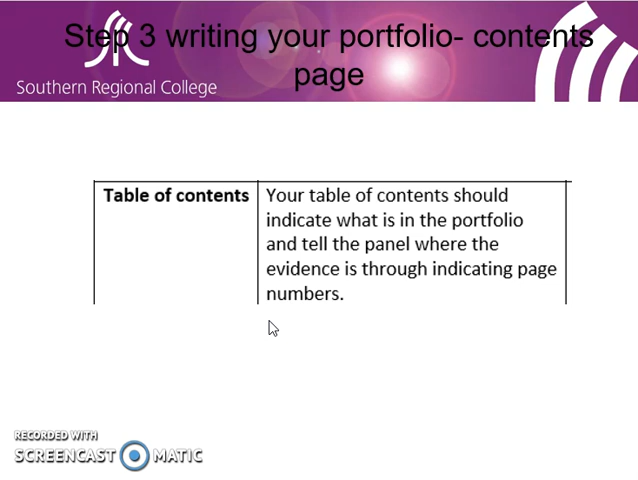 Step 3 writing your portfolio- contents
page
Southern Regional College
Table of contents
Your table of contents should
indicate what is in the portfolio
and tell the panel where the
evidence is through indicating page
numbers.
RECORDED WITH
SCREENCAST MATIC